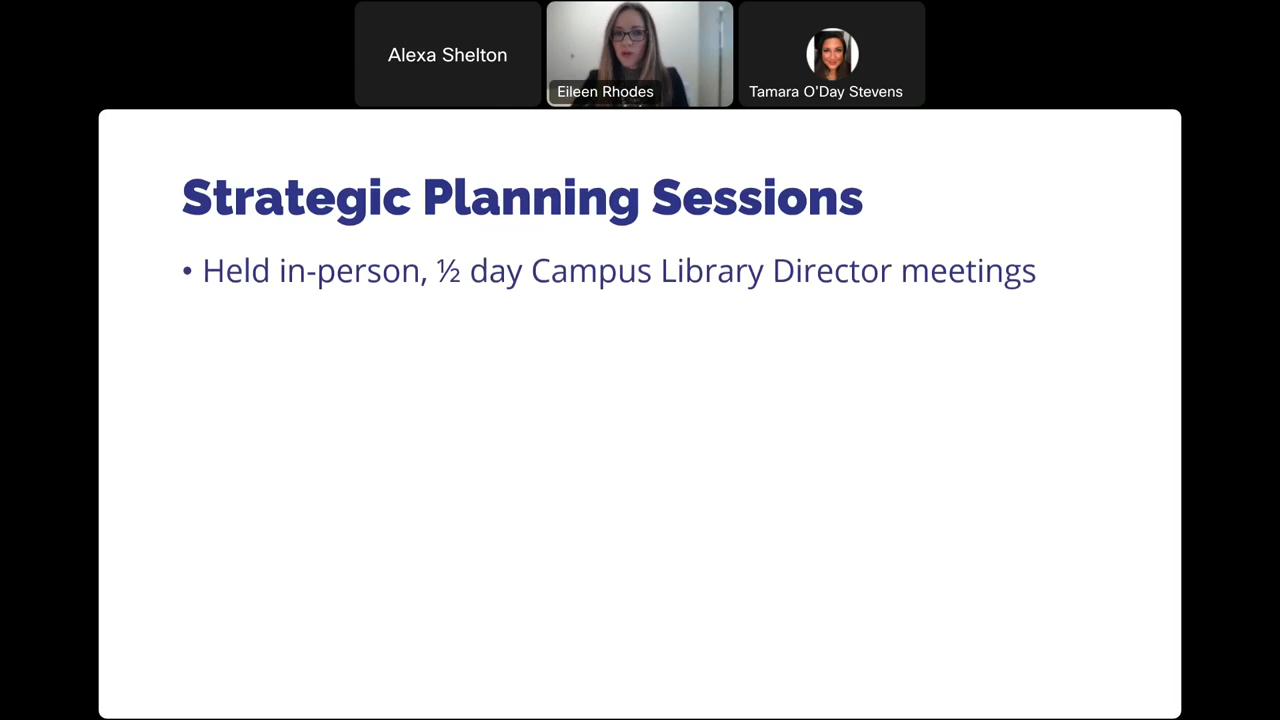 Alexa Shelton
Eileen Rhodes
Tamara O'Day Stevens
Strategic Planning Sessions
• Held in-person, ½ day Campus Library Director meetings